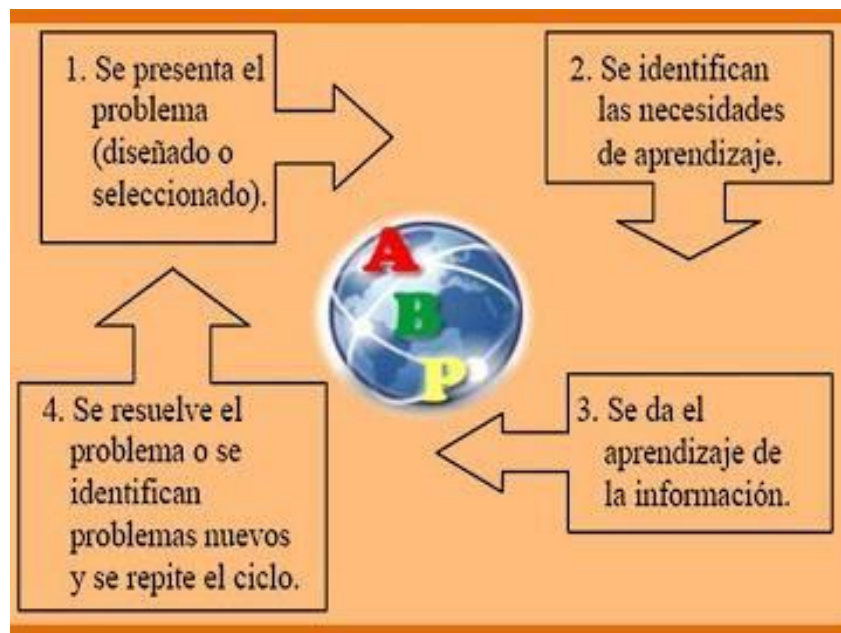 1. Se presenta el
problema
(diseñado o
seleccionado).
2. Se identifican
las necesidades
de aprendizaje.
A
B
P
3. Se da el
aprendizaje de
la información.
4. Se resuelve el
problema o se
identifican
problemas nuevos
y se repite el ciclo.